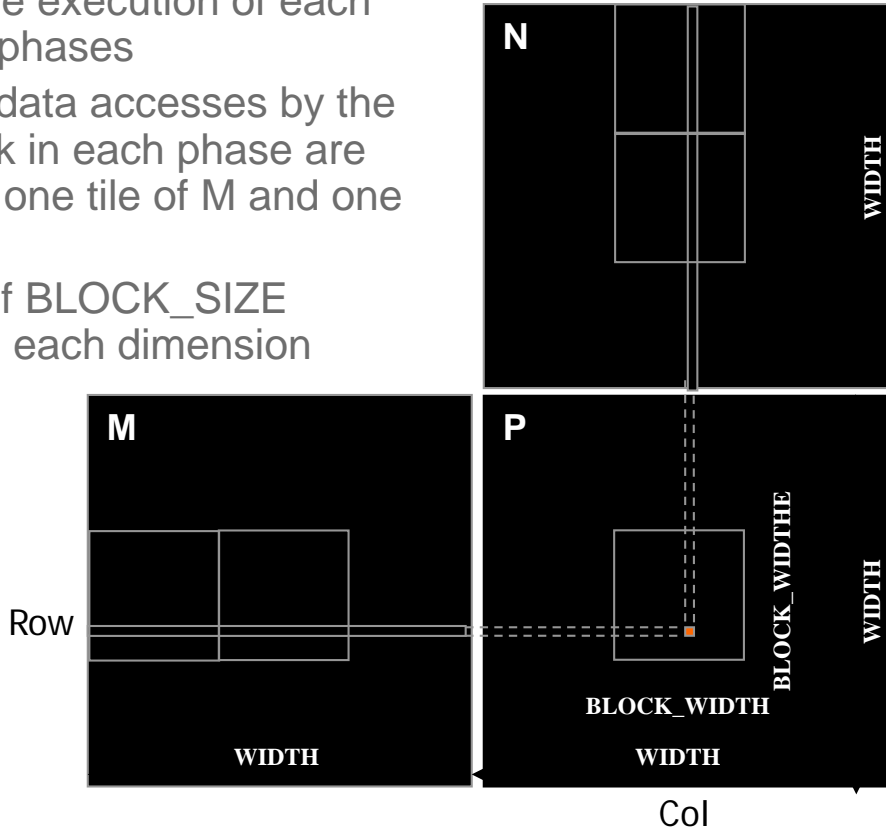 e execution of each
phases
data accesses by the
k in each phase are
one tile of M and one
f BLOCK_SIZE
each dimension
N
WIDTH
M
P
BLOCK_WIDTHE
WIDTH
Row
BLOCK_WIDTH
WIDTH
WIDTH
Col